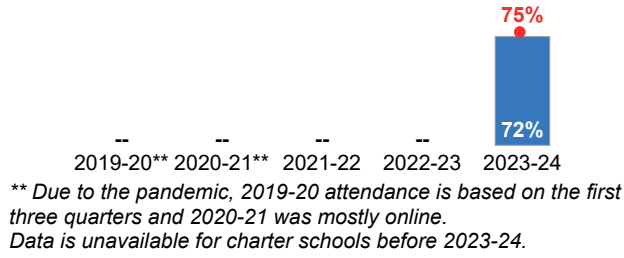 75%
72%
-- -- -- --
2019-20** 2020-21** 2021-22 2022-23 2023-24
** Due to the pandemic, 2019-20 attendance is based on the first
three quarters and 2020-21 was mostly online.
Data is unavailable for charter schools before 2023-24.